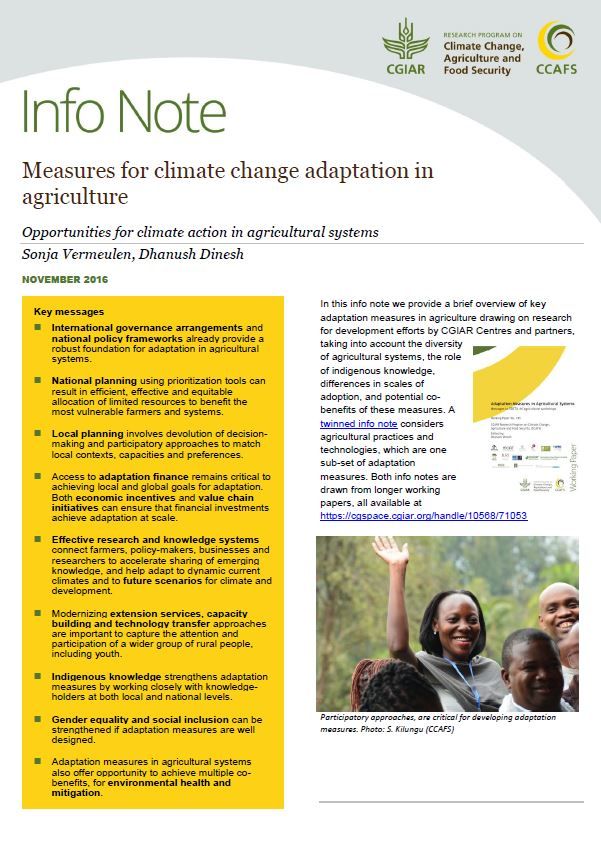 CGIAR
RESEARCH PROGRAM ON
Climate Change,
Agriculture and
Food Security
CCAFS
Info Note
Measures for climate change adaptation in
agriculture
Opportunities for climate action in agricultural systems
Sonja Vermeulen, Dhanush Dinesh
NOVEMBER 2016
Key messages
International governance arrangements and
national policy frameworks already provide a
robust foundation for adaptation in agricultural
systems.
National planning using prioritization tools can
result in efficient, effective and equitable
allocation of limited resources to benefit the
most vulnerable farmers and systems.
Local planning involves devolution of decision-
making and participatory approaches to match
local contexts, capacities and preferences.
Access to adaptation finance remains critical to
achieving local and global goals for adaptation.
Both economic incentives and value chain
initiatives can ensure that financial investments
achieve adaptation at scale.
Effective research and knowledge systems
connect farmers, policy-makers, businesses and
researchers to accelerate sharing of emerging
knowledge, and help adapt to dynamic current
climates and to future scenarios for climate and
development.
Modernizing extension services, capacity
building and technology transfer approaches
are important to capture the attention and
participation of a wider group of rural people,
including youth.
Indigenous knowledge strengthens adaptation
measures by working closely with knowledge-
holders at both local and national levels.
Gender equality and social inclusion can be
strengthened if adaptation measures are well
designed.
Adaptation measures in agricultural systems
also offer opportunity to achieve multiple co-
benefits, for environmental health and
mitigation.
In this info note we provide a brief overview of key
adaptation measures in agriculture drawing on research
for development efforts by CGIAR Centres and partners,
taking into account the diversity
of agricultural systems, the role
of indigenous knowledge,
differences in scales of
adoption, and potential co-
benefits of these measures. A
twinned info note considers
agricultural practices and
technologies, which are one
sub-set of adaptation
measures. Both info notes are
drawn from longer working
papers, all available at
https://cgspace.cgiar.org/handle/10568/71053
Adaptation Measures in Agricultural Systems
Working Paper
CGIAR
CCAFS
Participatory approaches, are critical for developing adaptation
measures. Photo: S. Kilungu (CCAFS)